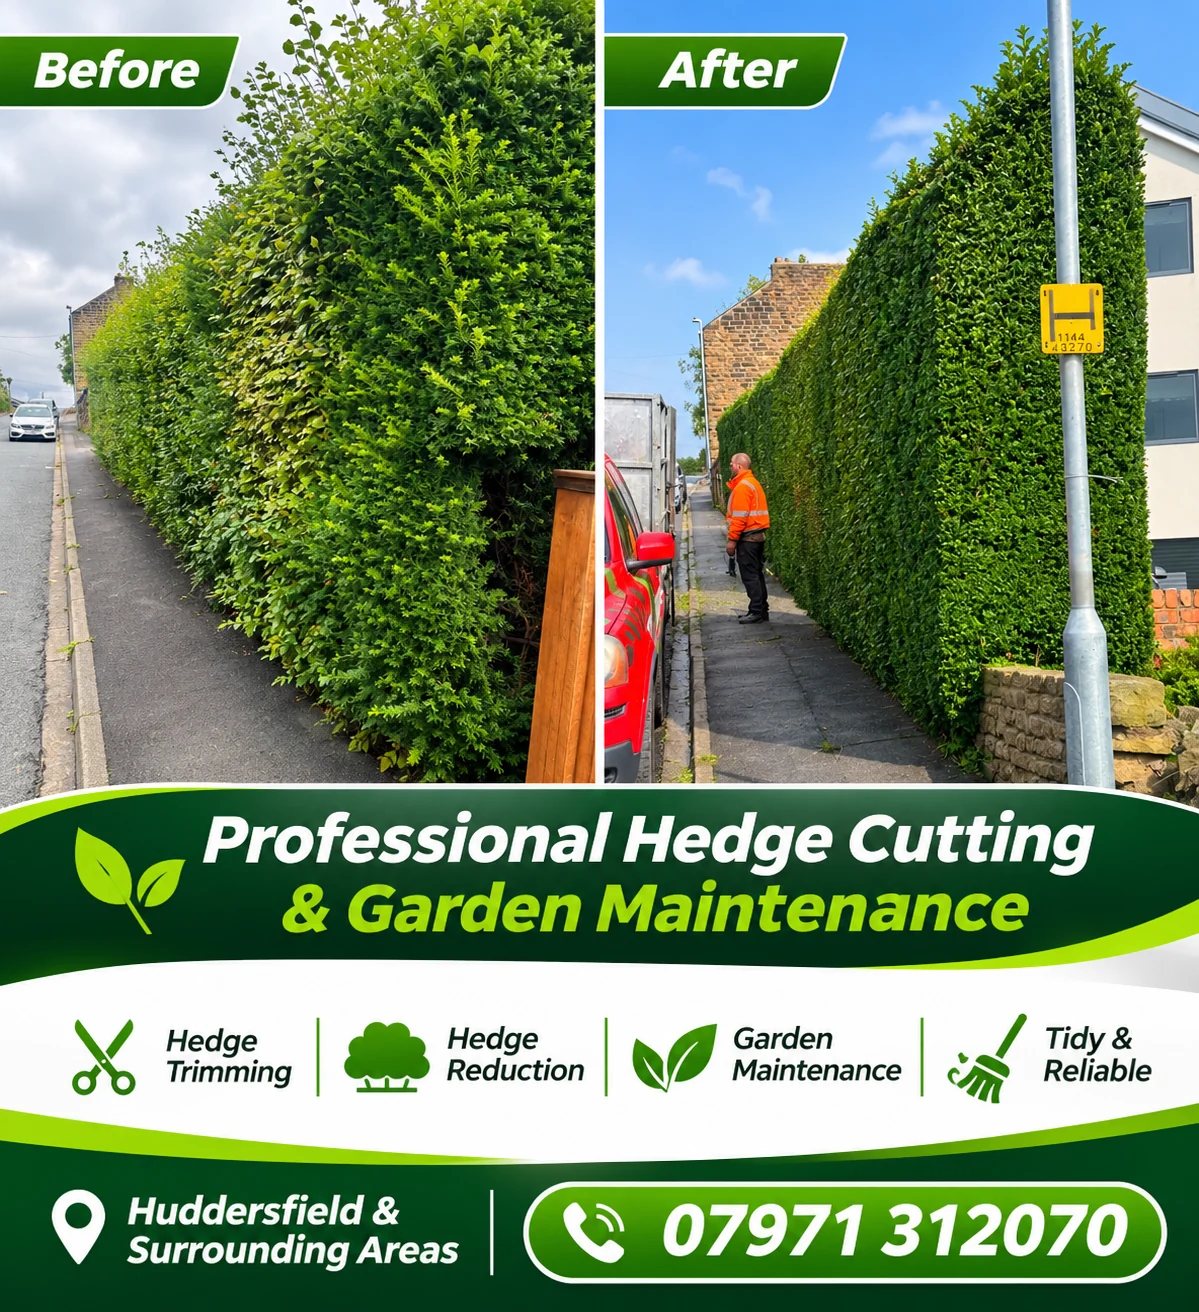 Before
After
H
1144
43270
Professional Hedge Cutting
& Garden Maintenance
Hedge
Trimming
Hedge
Reduction
Garden
Maintenance
Tidy &
Reliable
Huddersfield &
Surrounding Areas
07971 312070